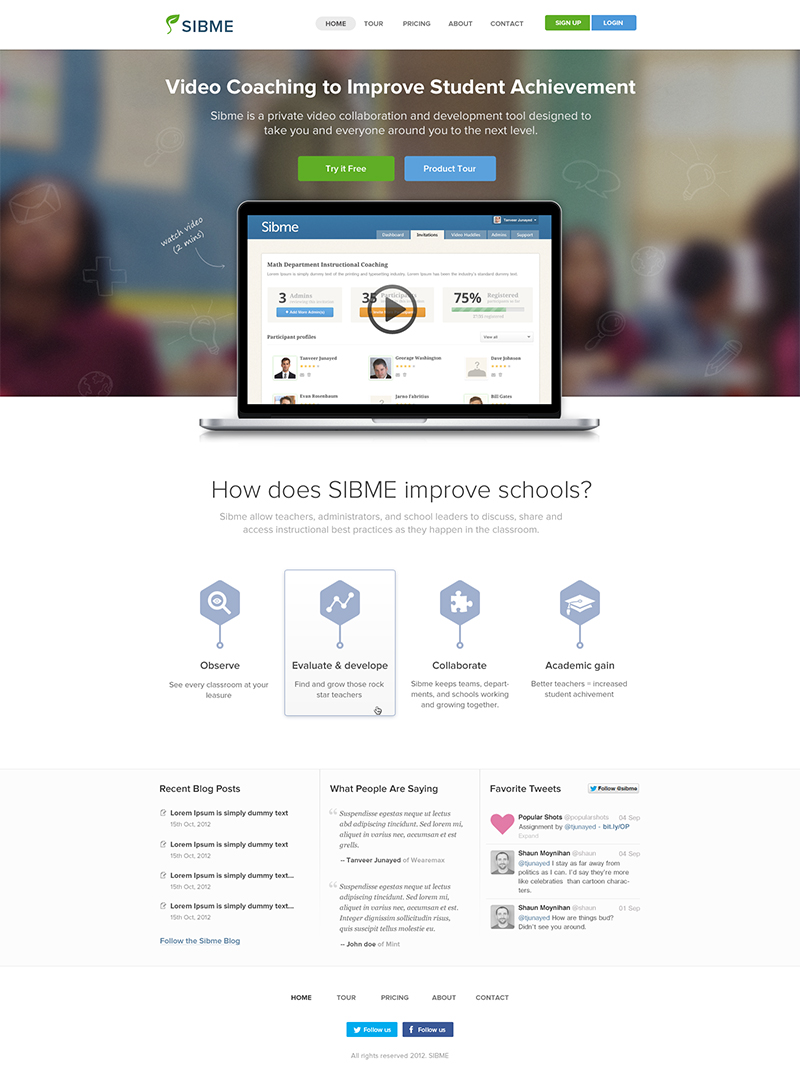 SIBME
HOME TOUR PRICING ABOUT CONTACT SIGN UP LOGIN
Video Coaching to Improve Student Achievement
Sibme is a private video collaboration and development tool designed to
take you and everyone around you to the next level.
Try it Free Product Tour
watch video
(2 mins)
Tanveer Junayed
Sibme
Dashboard Invitations Video Huddles Admins Support
Math Department Instructional Coaching
Lorem Ipsum is simply dummy text of the printing and typesetting industry. Lorem Ipsum has been the industry's standard dummy text
3 Admins 35 Participants 75% Registered
+ Add More Admin(s)
Participant profiles View all
Tanveer Junayed Gearage Washington Dave Johnson
Evan Rosenbaum Jarno Fabritius Bill Gates
How does SIBME improve schools?
Sibme allow teachers, administrators, and school leaders to discuss, share and
access instructional best practices as they happen in the classroom.
Observe
See every classroom at your
leasure
Evaluate & develope
Find and grow those rock
star teachers
Collaborate
Sibme keeps teams, depart-
ments, and schools working
and growing together.
Academic gain
Better teachers = increased
student achivement
Recent Blog Posts
Lorem Ipsum is simply dummy text
15th Oct, 2012
Lorem Ipsum is simply dummy text
15th Oct, 2012
Lorem Ipsum is simply dummy text...
15th Oct, 2012
Lorem Ipsum is simply dummy text...
15th Oct, 2012
Follow the Sibme Blog
What People Are Saying
Suspendisse egestas neque ut lectus
abd adipiscing tincidunt. Sed lorem mi,
aliquet in varius nec, accumsan et est
grells.
-- Tanveer Junayed of Wearemax
Suspendisse egestas neque ut lectus
adipiscing tincidunt. Sed lorem mi,
aliquet in varius nec, accumsan et est.
Integer dignissim sollicitudin risus,
quis suscipit tellus molestie eu.
-- John doe of Mint
Favorite Tweets Follow @sibme
Popular Shots @popularshots 04 Sep
Assignment by @tjunayed - bit.ly/OP
Expand
Shaun Moynihan @shaun 04 Sep
@tjunayed I stay as far away from
politics as I can. I'd say they're more
like celebraties than cartoon charac-
ters.
Shaun Moynihan @shaun 01 Sep
@tjunayed How are things bud?
Didn't see you around.
HOME TOUR PRICING ABOUT CONTACT
Follow us Follow us
All rights reserved 2012. SIBME